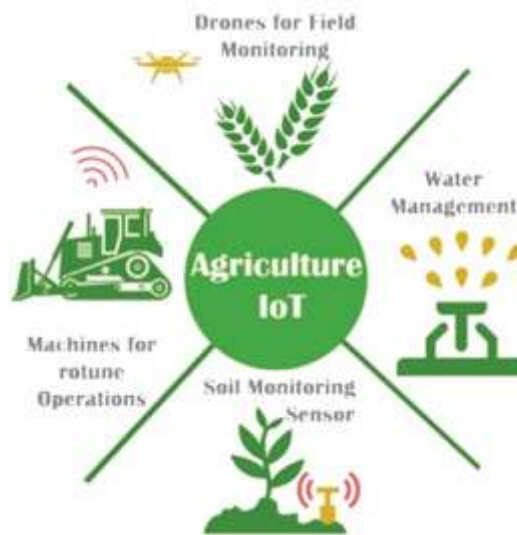 Drones for Field
Monitoring
Water
Management
Agriculture
IoT
Machines for
rotune
Operations
Soil Monitoring
Sensor